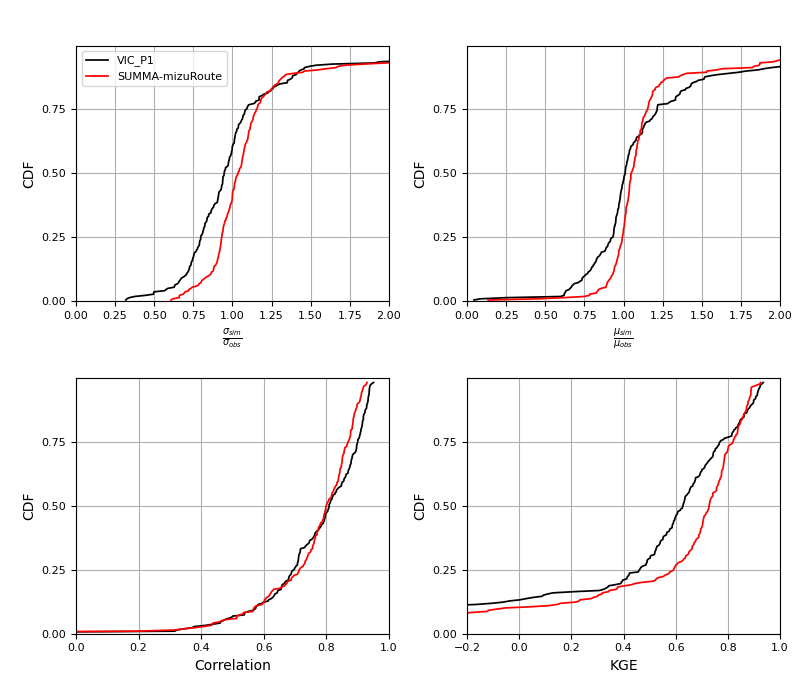 VIC_P1
SUMMA-mizuRoute
CDF
0.75
0.50
0.25
0.00
0.00 0.25 0.50 0.75 1.00 1.25 1.50 1.75 2.00
σsim
σobs
CDF
0.75
0.50
0.25
0.00
0.00 0.25 0.50 0.75 1.00 1.25 1.50 1.75 2.00
μsim
μobs
CDF
0.75
0.50
0.25
0.00
0.0 0.2 0.4 0.6 0.8 1.0
Correlation
CDF
0.75
0.50
0.25
0.00
−0.2 0.0 0.2 0.4 0.6 0.8 1.0
KGE